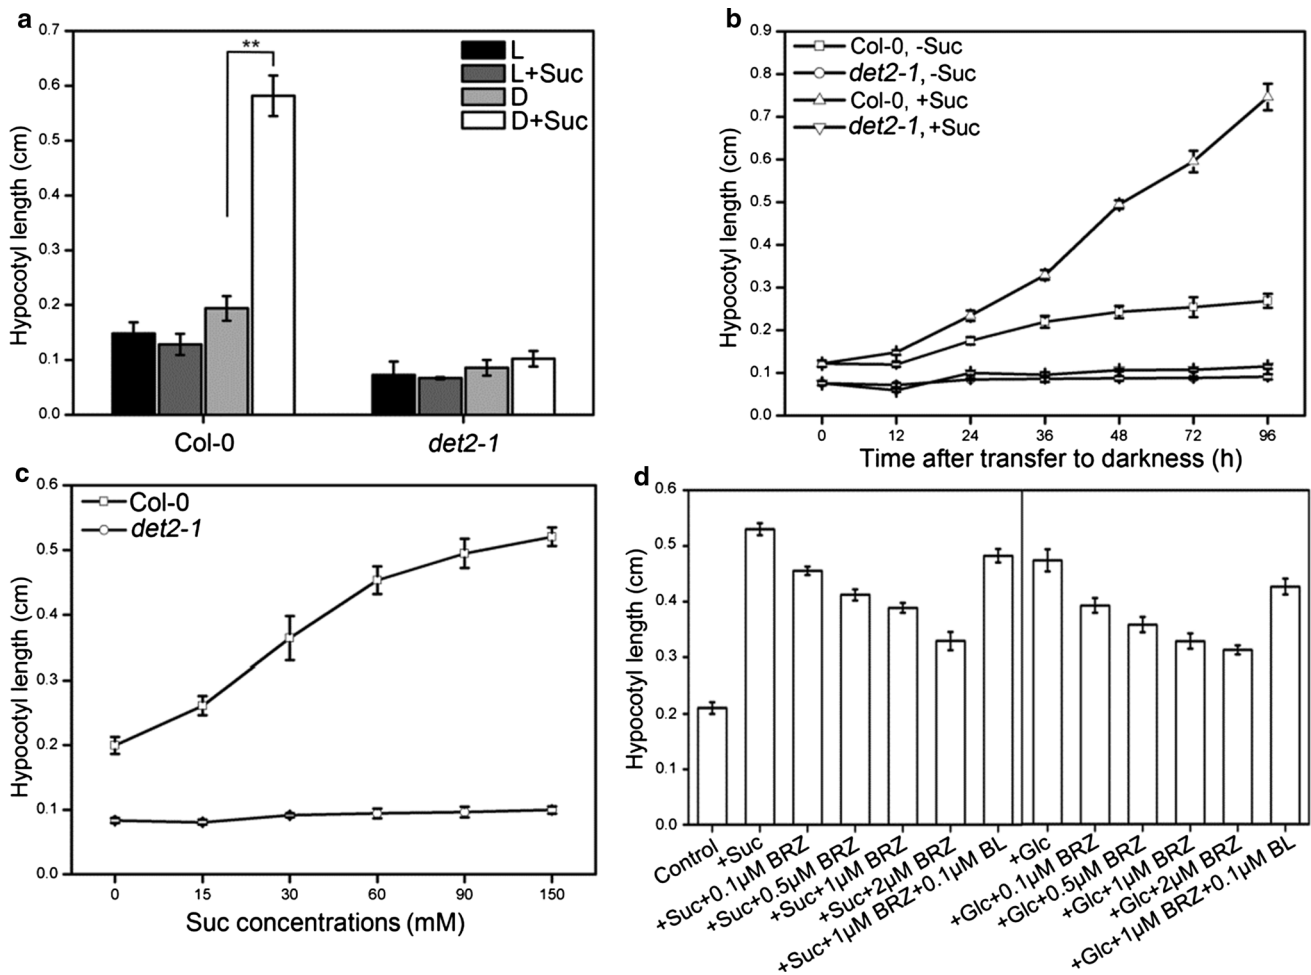 a
0.7
0.6
0.5
0.4
0.3
0.2
0.1
0.0
Hypocotyl length (cm)
**
L
L+Suc
D
D+Suc
Col-0
det2-1
b
0.9
0.8
0.7
0.6
0.5
0.4
0.3
0.2
0.1
0.0
Hypocotyl length (cm)
Col-0, -Suc
det2-1, -Suc
Col-0, +Suc
det2-1, +Suc
0 12 24 36 48 72 96
Time after transfer to darkness (h)
c
0.6
0.5
0.4
0.3
0.2
0.1
0.0
Hypocotyl length (cm)
Col-0
det2-1
0 15 30 60 90 150
Suc concentrations (mM)
d
0.6
0.5
0.4
0.3
0.2
0.1
0.0
Hypocotyl length (cm)
Control
+Suc
+Suc+0.1μM BRZ
+Suc+0.5μM BRZ
+Suc+1μM BRZ
+Suc+2μM BRZ
+Suc+1μM BRZ+0.1μM BL
+Glc
+Glc+0.1μM BRZ
+Glc+0.5μM BRZ
+Glc+1μM BRZ
+Glc+2μM BRZ
+Glc+1μM BRZ+0.1μM BL